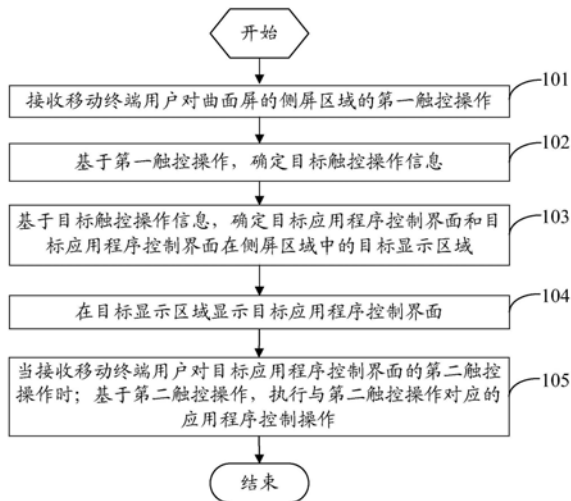 开始
接收移动终端用户对曲面屏的侧屏区域的第一触控操作
101
基于第一触控操作，确定目标触控操作信息
102
基于目标触控操作信息，确定目标应用程序控制界面和目
标应用程序控制界面在侧屏区域中的目标显示区域
103
在目标显示区域显示目标应用程序控制界面
104
当接收移动终端用户对目标应用程序控制界面的第二触控
操作时；基于第二触控操作，执行与第二触控操作对应的
应用程序控制操作
105
结束